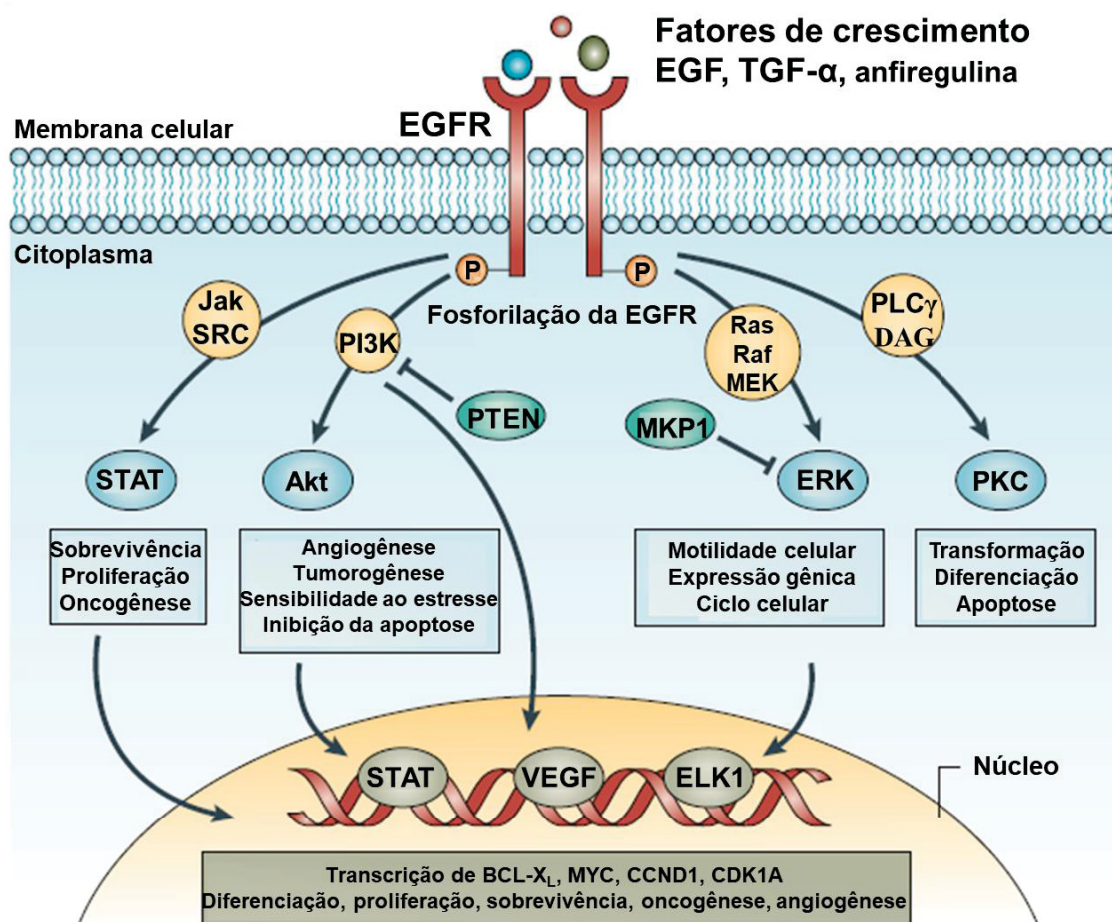 Fatores de crescimento
EGF, TGF-α, anfiregulina
EGFR
Membrana celular
Citoplasma
P
P
Fosforilação da EGFR
Jak
SRC
PI3K
PTEN
Ras
Raf
MEK
PLCγ
DAG
MKP1
STAT
Akt
ERK
PKC
Sobrevivência
Proliferação
Oncogênese
Angiogênese
Tumorogênese
Sensibilidade ao estresse
Inibição da apoptose
Motilidade celular
Expressão gênica
Ciclo celular
Transformação
Diferenciação
Apoptose
STAT
VEGF
ELK1
Núcleo
Transcrição de BCL-XL, MYC, CCND1, CDK1A
Diferenciação, proliferação, sobrevivência, oncogênese, angiogênese